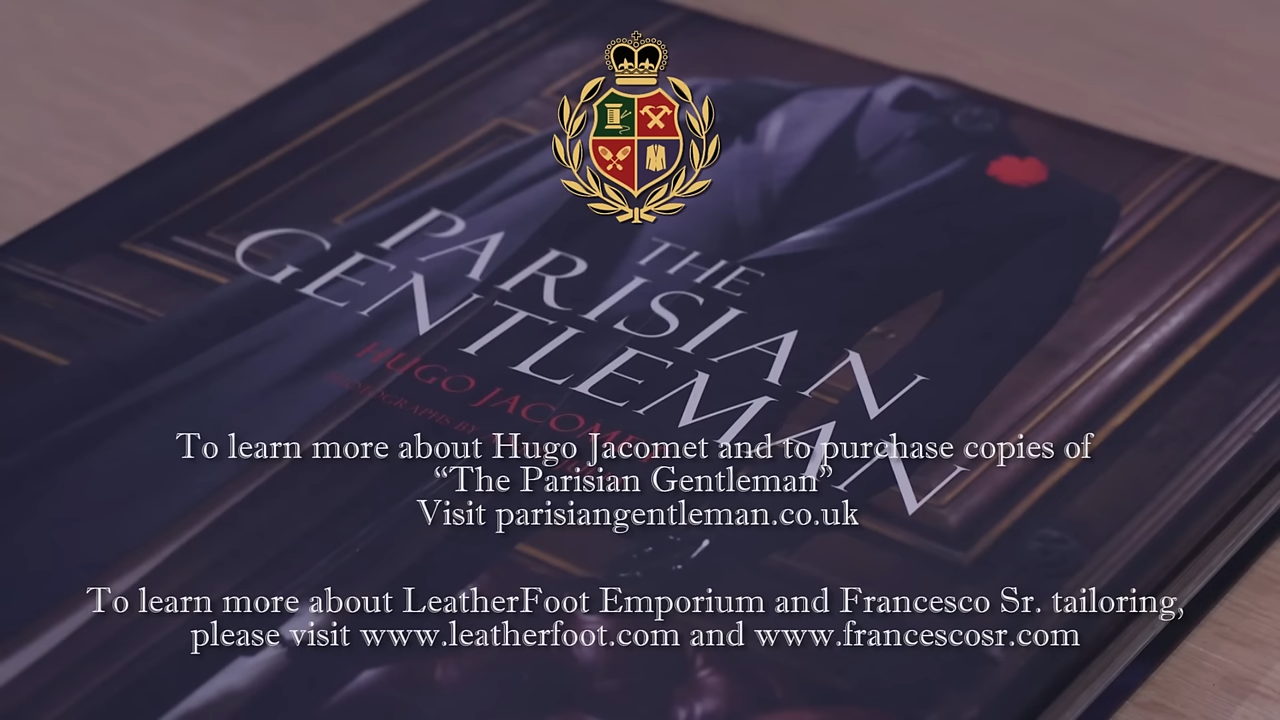 THE
PARISIAN
GENTLEMAN
HUGO JACOMET
PHOTOGRAPHS BY
To learn more about Hugo Jacomet and to purchase copies of
“The Parisian Gentleman”
Visit parisiangentleman.co.uk
To learn more about LeatherFoot Emporium and Francesco Sr. tailoring,
please visit www.leatherfoot.com and www.francescosr.com